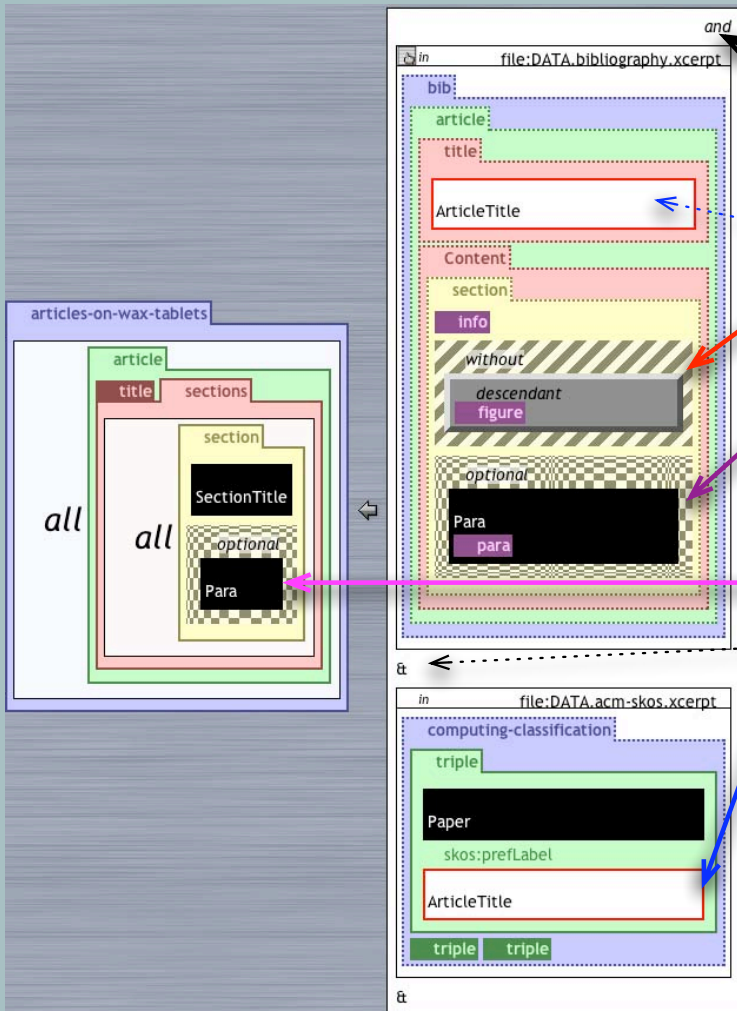 articles-on-wax-tablets
article
title sections
section
SectionTitle
optional
Para
all
all
and
in file:DATA.bibliography.xcerpt
bib
article
title
ArticleTitle
Content
section
info
without
descendant
figure
optional
Para
para
&
in file:DATA.acm-skos.xcerpt
computing-classification
triple
Paper
skos:prefLabel
ArticleTitle
triple triple
&